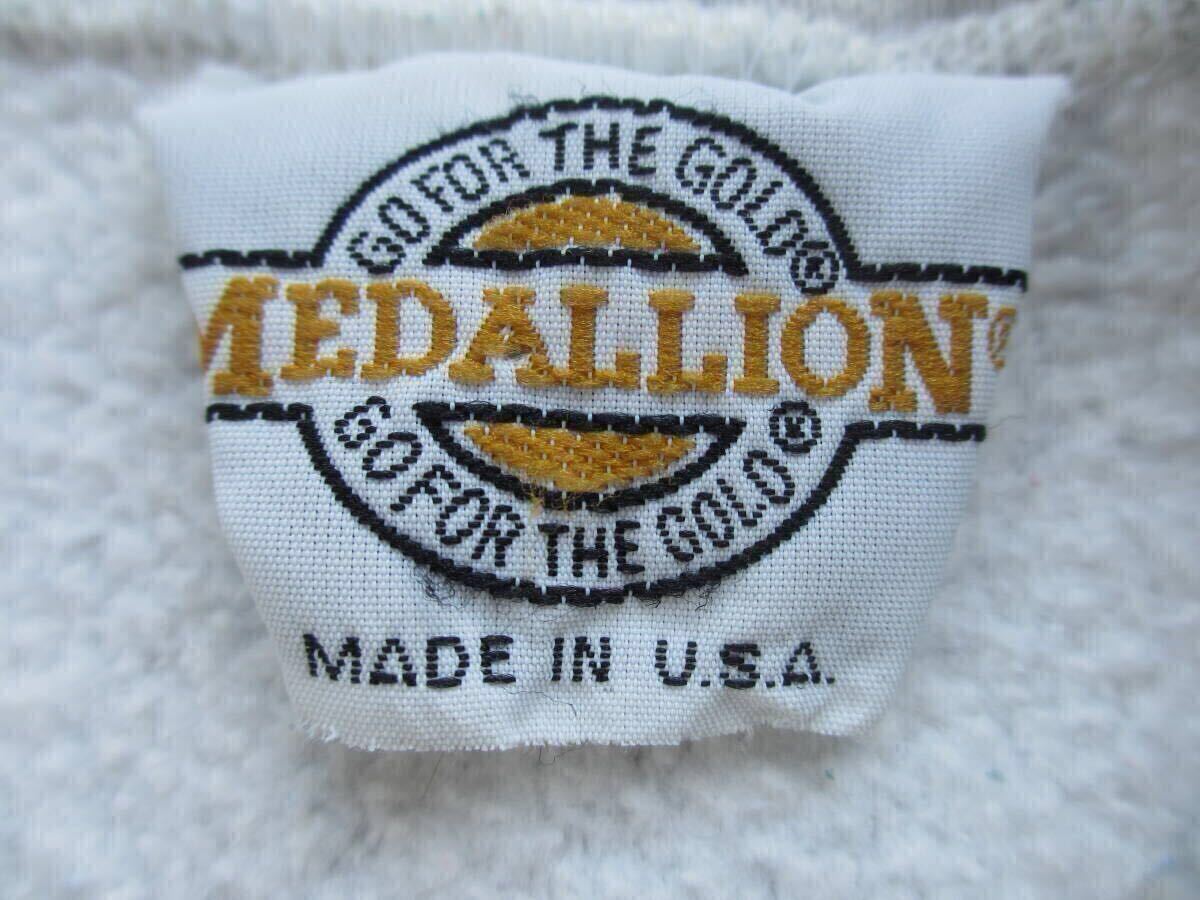 GO FOR THE GOLD®
MEDALLION®
GO FOR THE GOLD®
MADE IN U.S.A.